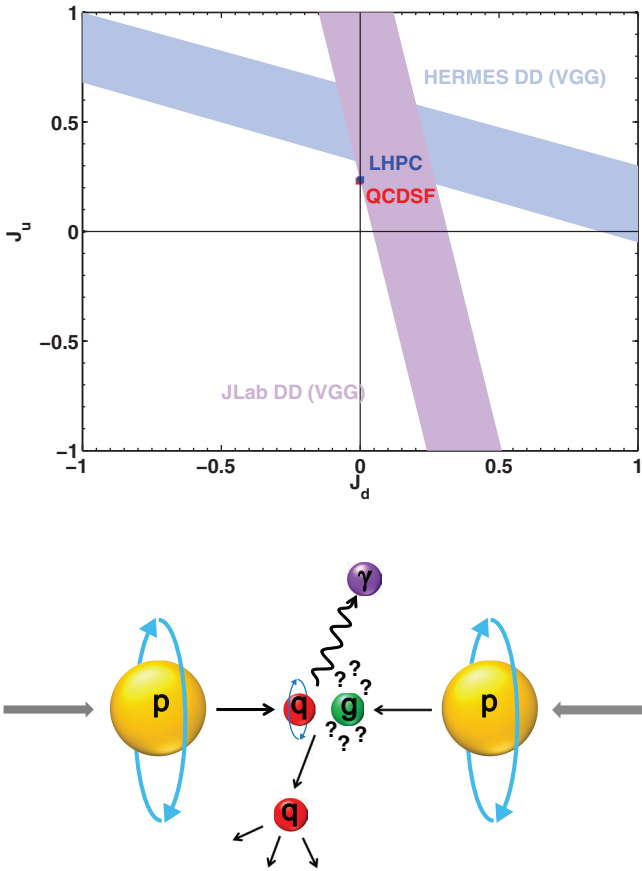 1
HERMES DD (VGG)
0.5
LHPC
QCDSF
J_u
0
−0.5
JLab DD (VGG)
−1
−1
−0.5
0
0.5
1
J_d
γ
? ? ?
p
q
g
?
p
? ? ?
?
q